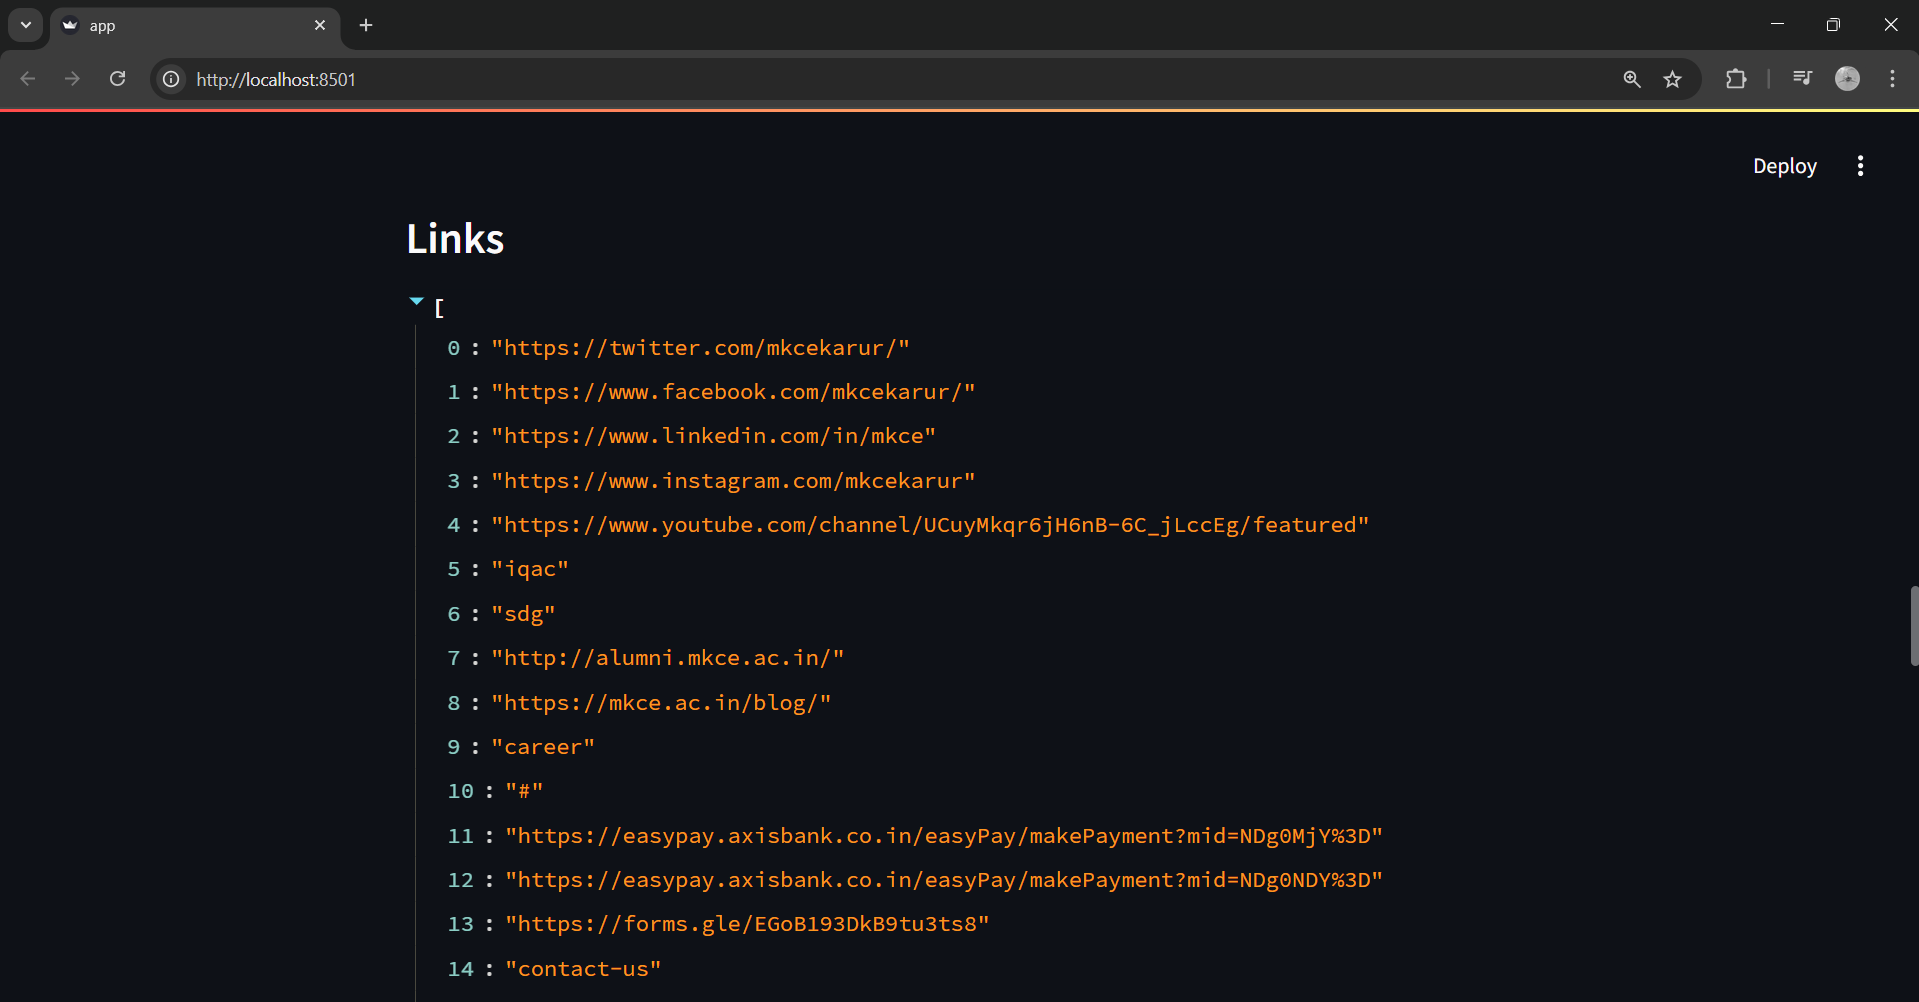 app
http://localhost:8501
Deploy
Links
[
0 : "https://twitter.com/mkcekarur/"
1 : "https://www.facebook.com/mkcekarur/"
2 : "https://www.linkedin.com/in/mkce"
3 : "https://www.instagram.com/mkcekarur"
4 : "https://www.youtube.com/channel/UCuyMkqr6jH6nB-6C_jLccEg/featured"
5 : "iqac"
6 : "sdg"
7 : "http://alumni.mkce.ac.in/"
8 : "https://mkce.ac.in/blog/"
9 : "career"
10 : "#"
11 : "https://easypay.axisbank.co.in/easyPay/makePayment?mid=NDg0MjY%3D"
12 : "https://easypay.axisbank.co.in/easyPay/makePayment?mid=NDg0NDY%3D"
13 : "https://forms.gle/EGoB193DkB9tu3ts8"
14 : "contact-us"